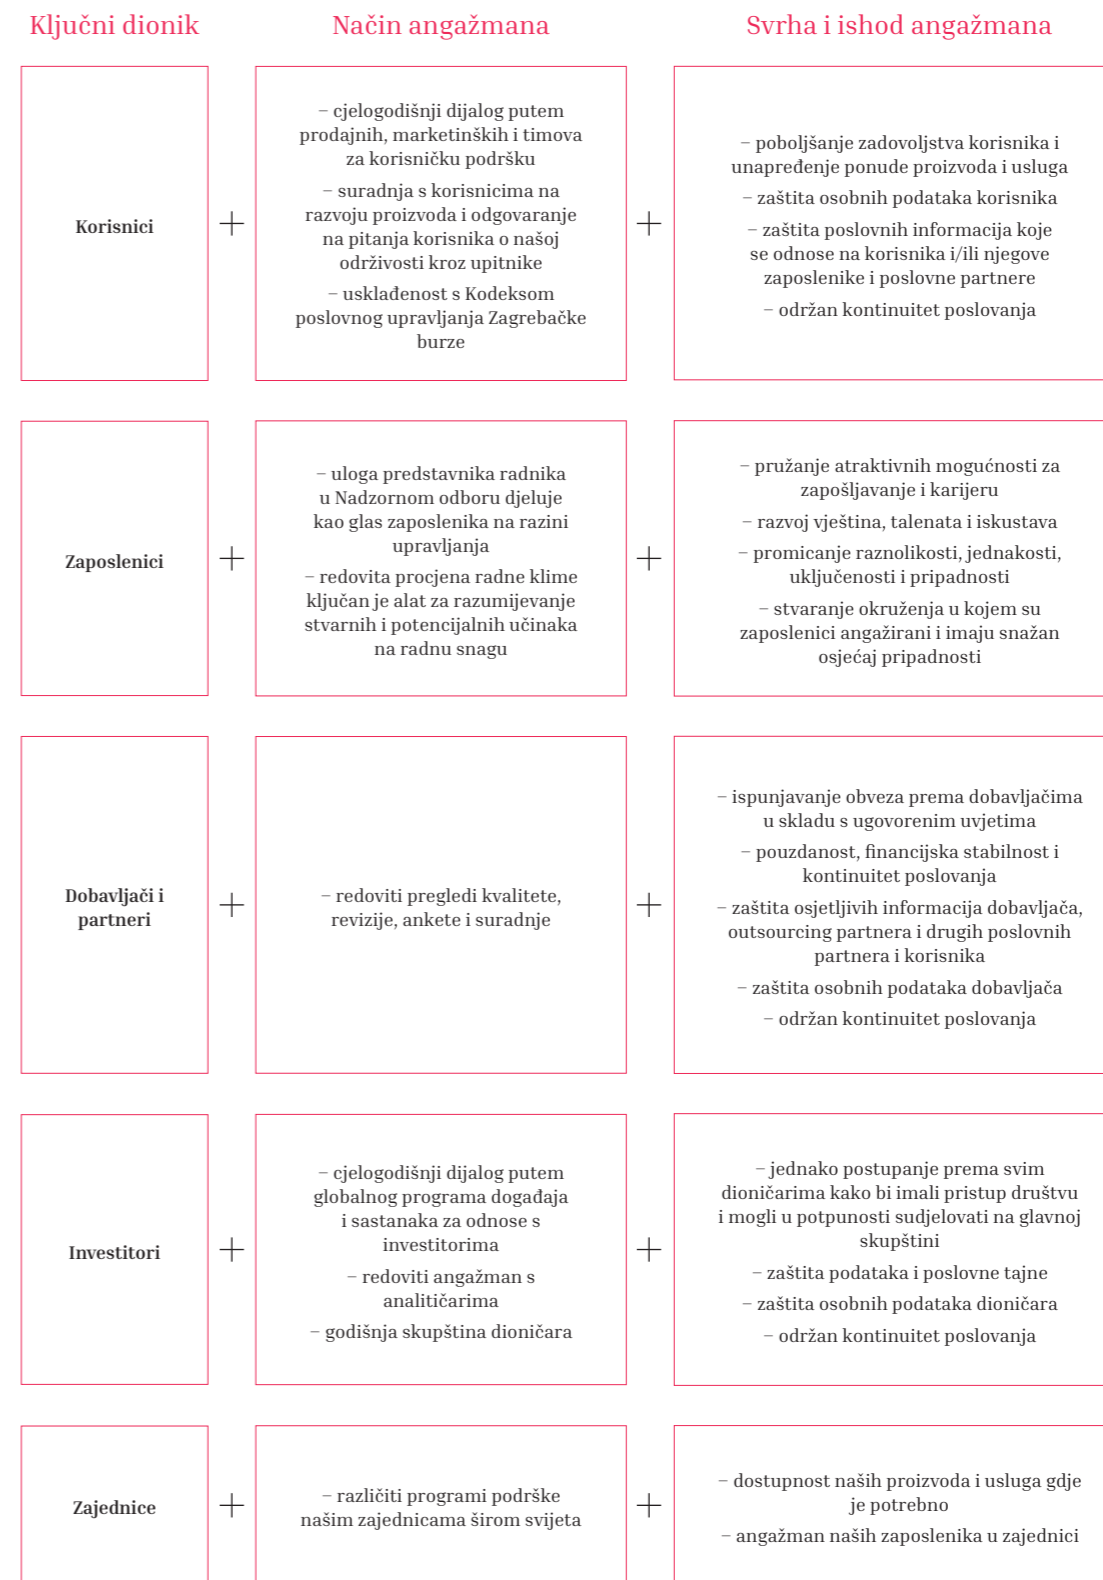 Ključni dionik
Način angažmana
Svrha i ishod angažmana
Korisnici
+
– cjelogodišnji dijalog putem
prodajnih, marketinških i timova
za korisničku podršku
– suradnja s korisnicima na
razvoju proizvoda i odgovaranje
na pitanja korisnika o našoj
održivosti kroz upitnike
– usklađenost s Kodeksom
poslovnog upravljanja Zagrebačke
burze
+
– poboljšanje zadovoljstva korisnika i
unapređenje ponude proizvoda i usluga
– zaštita osobnih podataka korisnika
– zaštita poslovnih informacija koje
se odnose na korisnika i/ili njegove
zaposlenike i poslovne partnere
– održan kontinuitet poslovanja
Zaposlenici
+
– uloga predstavnika radnika
u Nadzornom odboru djeluje
kao glas zaposlenika na razini
upravljanja
– redovita procjena radne klime
ključan je alat za razumijevanje
stvarnih i potencijalnih učinaka
na radnu snagu
+
– pružanje atraktivnih mogućnosti za
zapošljavanje i karijeru
– razvoj vještina, talenata i iskustava
– promicanje raznolikosti, jednakosti,
uključenosti i pripadnosti
– stvaranje okruženja u kojem su
zaposlenici angažirani i imaju snažan
osjećaj pripadnosti
Dobavljači i
partneri
+
– redoviti pregledi kvalitete,
revizije, ankete i suradnje
+
– ispunjavanje obveza prema dobavljačima
u skladu s ugovorenim uvjetima
– pouzdanost, financijska stabilnost i
kontinuitet poslovanja
– zaštita osjetljivih informacija dobavljača,
outsourcing partnera i drugih poslovnih
partnera i korisnika
– zaštita osobnih podataka dobavljača
– održan kontinuitet poslovanja
Investitori
+
– cjelogodišnji dijalog putem
globalnog programa događaja
i sastanaka za odnose s
investitorima
– redoviti angažman s
analitičarima
– godišnja skupština dioničara
+
– jednako postupanje prema svim
dioničarima kako bi imali pristup društvu
i mogli u potpunosti sudjelovati na glavnoj
skupštini
– zaštita podataka i poslovne tajne
– zaštita osobnih podataka dioničara
– održan kontinuitet poslovanja
Zajednice
+
– različiti programi podrške
našim zajednicama širom svijeta
+
– dostupnost naših proizvoda i usluga gdje
je potrebno
– angažman naših zaposlenika u zajednici